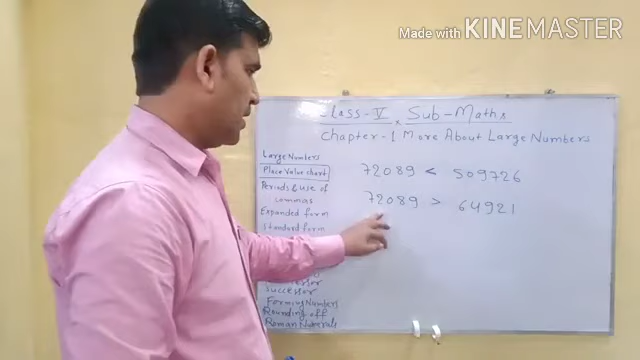 Made with KINEMASTER
Class-V, Sub-Maths
Chapter-1 More About Large Numbers
Large Numbers
Place Value chart
Periods & use of
commas
Expanded form
Standard form
Successor
Forming Numbers
Rounding off
Roman Numerals
72089 < 509726
72089 > 64921